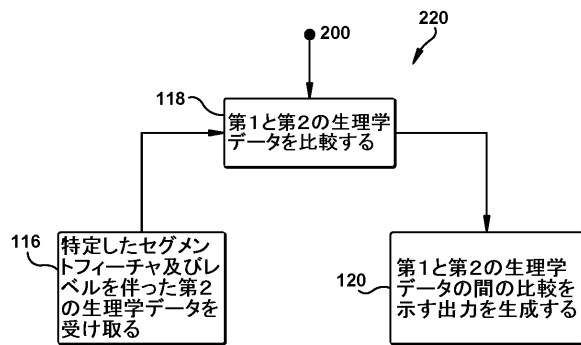 200
220
118
第1と第2の生理学
データを比較する
116
特定したセグメン
トフィーチャ及びレ
ベルを伴った第2
の生理学データを
受け取る
120
第1と第2の生理学
データの間の比較を
示す出力を生成する